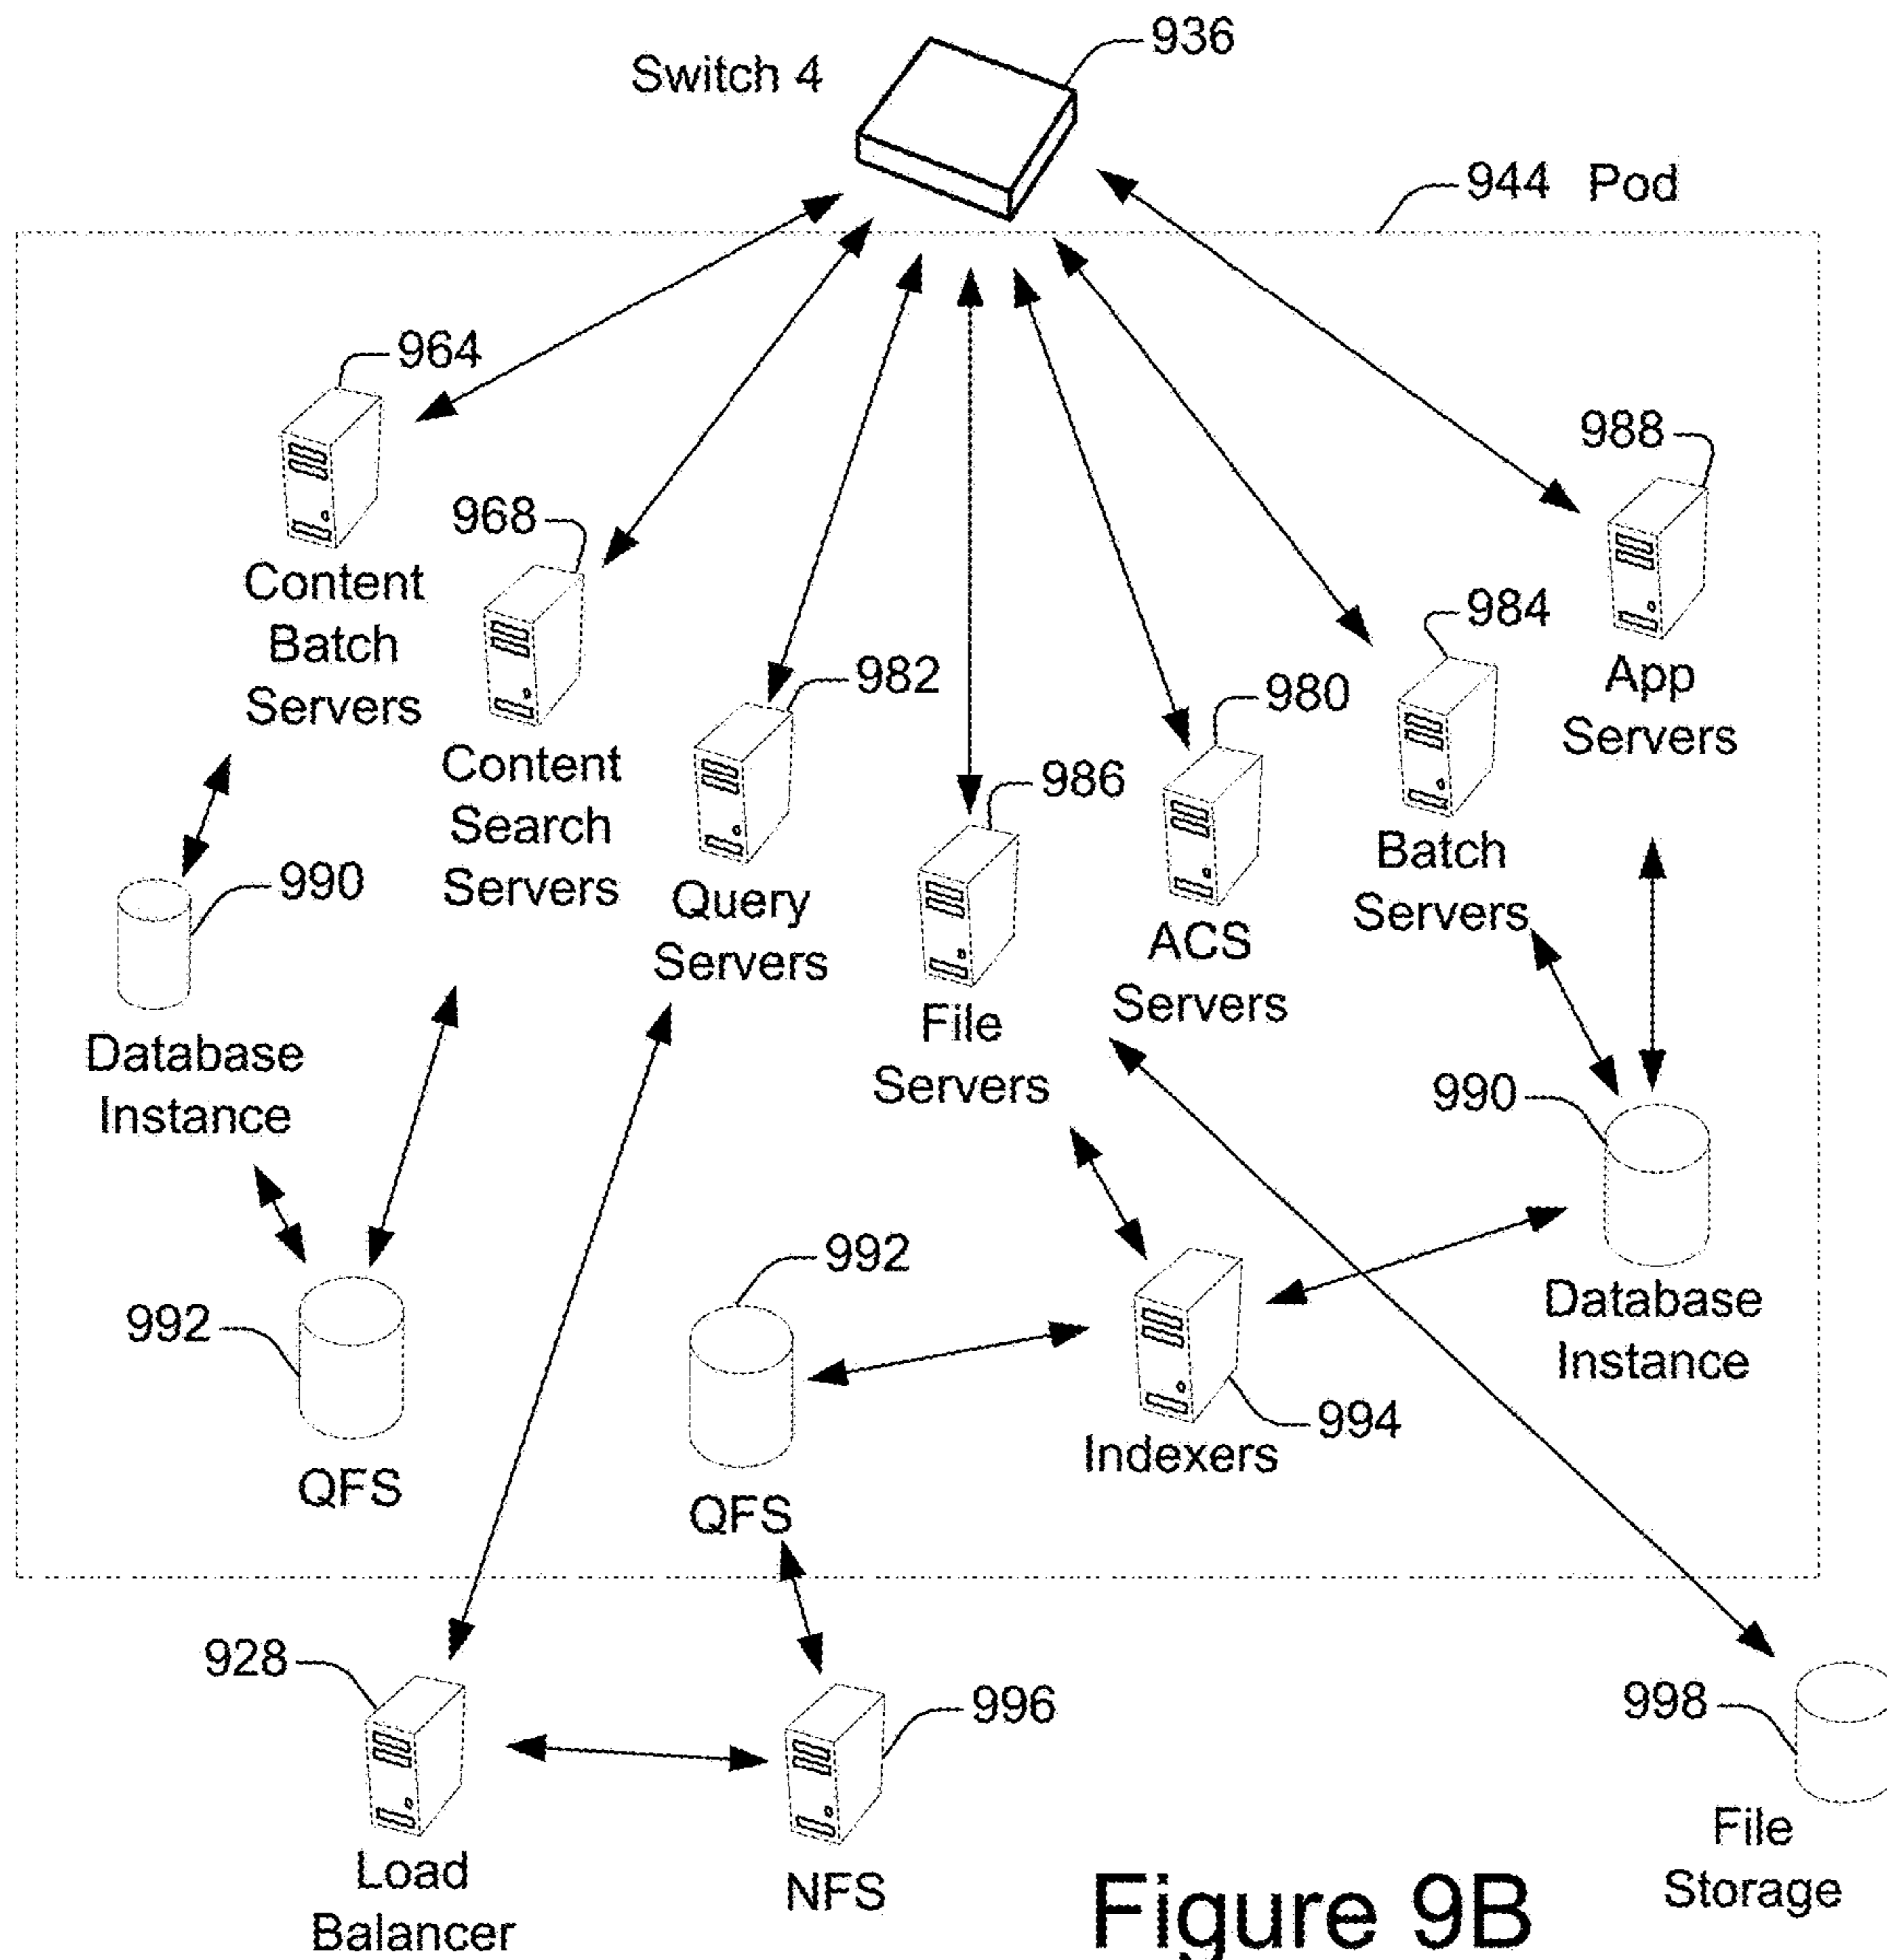 936
Switch 4
944 Pod
964
Content
Batch
Servers
968
Content
Search
Servers
982
Query
Servers
986
File
Servers
980
ACS
Servers
984
Batch
Servers
988
App
Servers
990
Database
Instance
990
Database
Instance
992
QFS
992
QFS
994
Indexers
928
Load
Balancer
996
NFS
998
File
Storage
Figure 9B